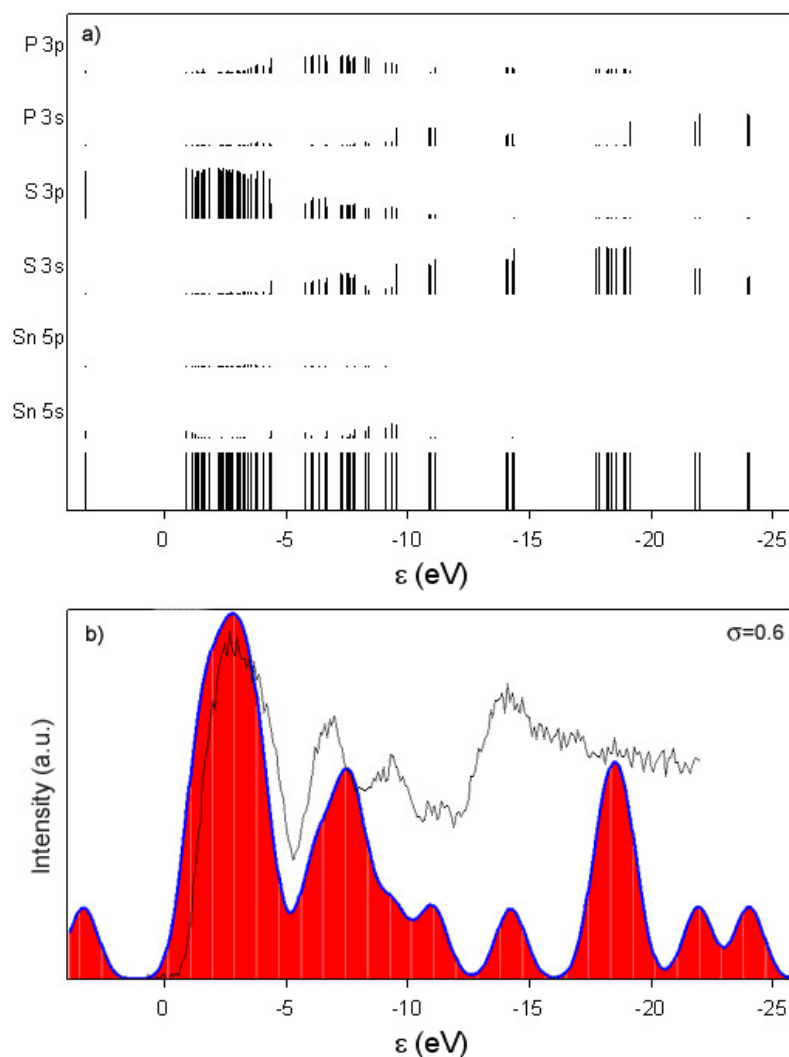 a)
P 3p
P 3s
S 3p
S 3s
Sn 5p
Sn 5s
0 -5 -10 -15 -20 -25
ε (eV)
b)
σ=0.6
Intensity (a.u.)
0 -5 -10 -15 -20 -25
ε (eV)